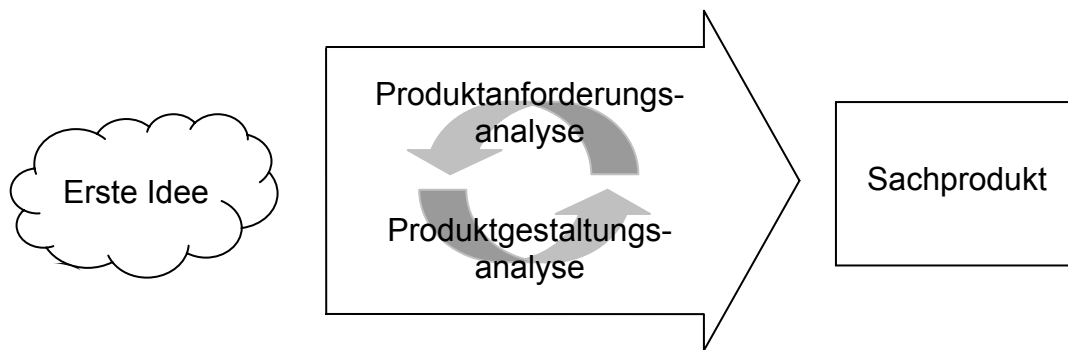 Erste Idee
Produktanforderungs-
analyse
Produktgestaltungs-
analyse
Sachprodukt